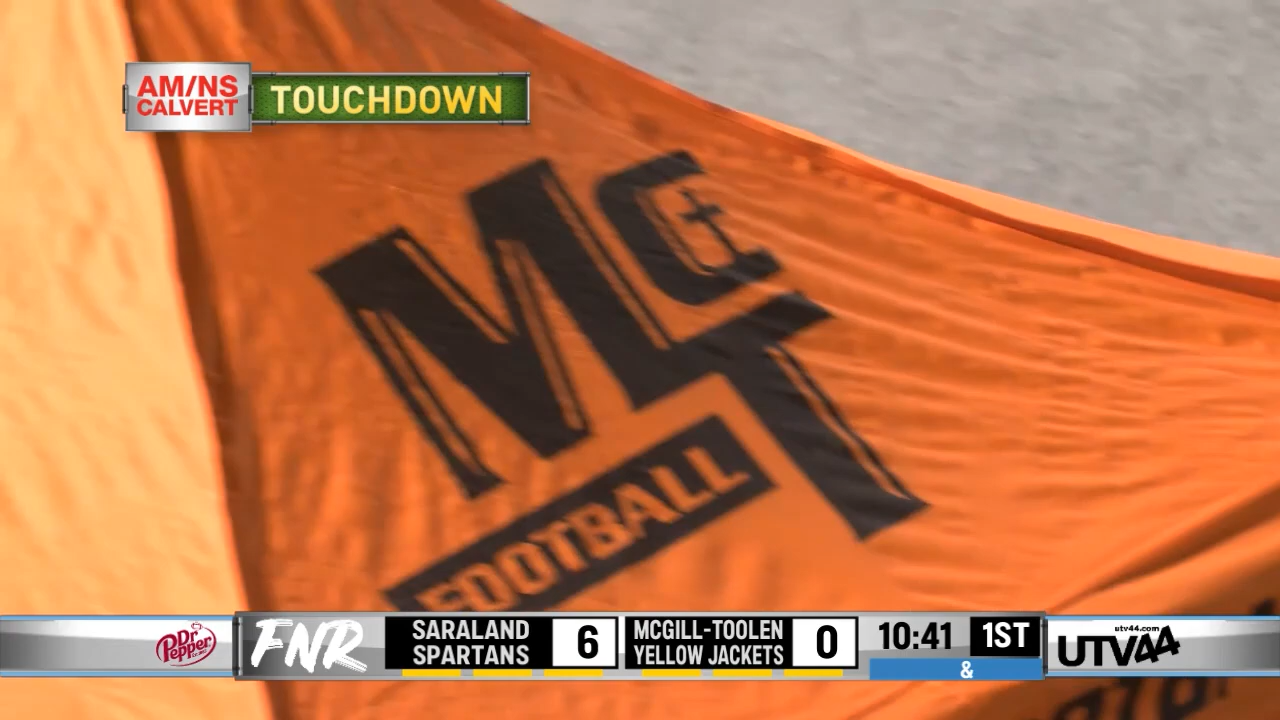 AM/NS
CALVERT
TOUCHDOWN
McT
FOOTBALL
Dr
Pepper
FNR
SARALAND
SPARTANS
6
MCGILL-TOOLEN
YELLOW JACKETS
0
10:41
1ST
&
utv44.com
UTV44